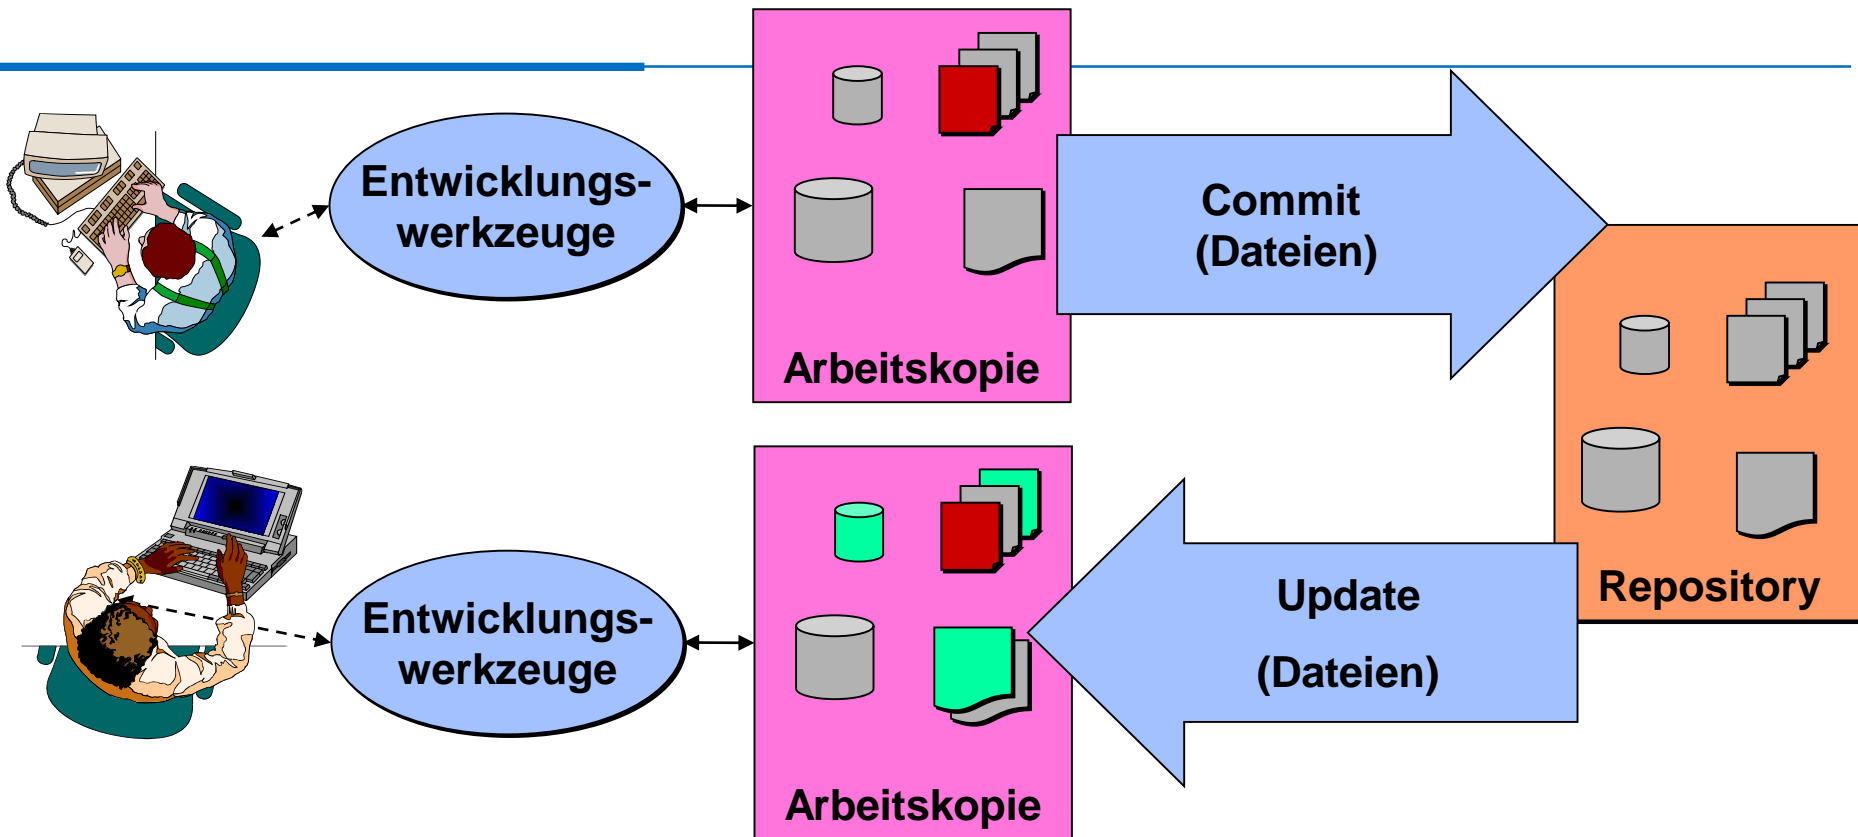 Entwicklungs-
werkzeuge
Arbeitskopie
Commit
(Dateien)
Repository
Entwicklungs-
werkzeuge
Arbeitskopie
Update
(Dateien)